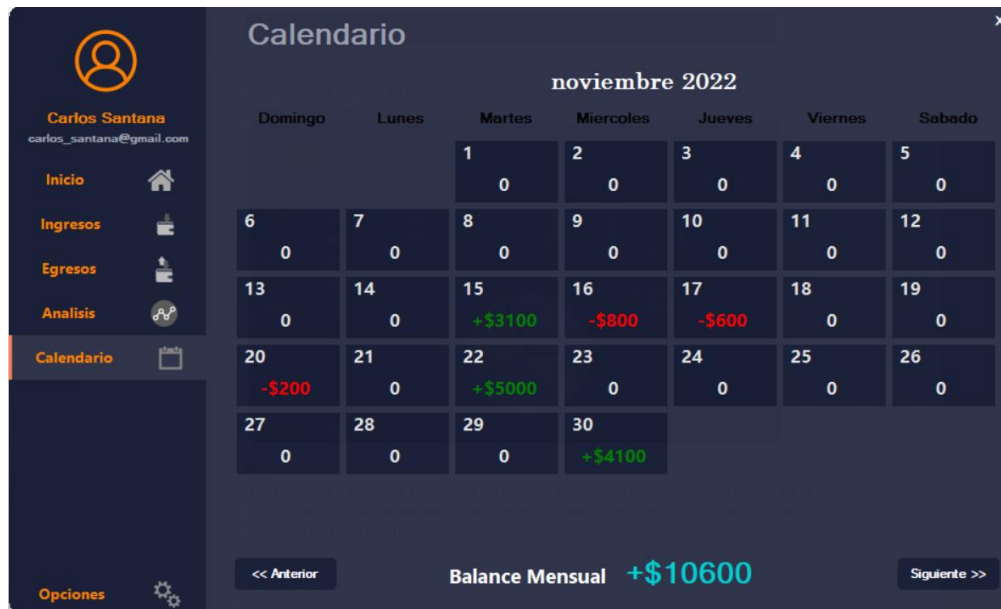 Calendario
noviembre 2022
Carlos Santana
carlos_santana@gmail.com
Inicio
Ingresos
Egresos
Analisis
Calendario
Opciones
Domingo Lunes Martes Miercoles Jueves Viernes Sabado
1 2 3 4 5
0 0 0 0 0
6 7 8 9 10 11 12
0 0 0 0 0 0 0
13 14 15 16 17 18 19
0 0 +$3100 -$800 -$600 0 0
20 21 22 23 24 25 26
-$200 0 +$5000 0 0 0 0
27 28 29 30
0 0 0 +$4100
<< Anterior
Balance Mensual +$10600
Siguiente >>